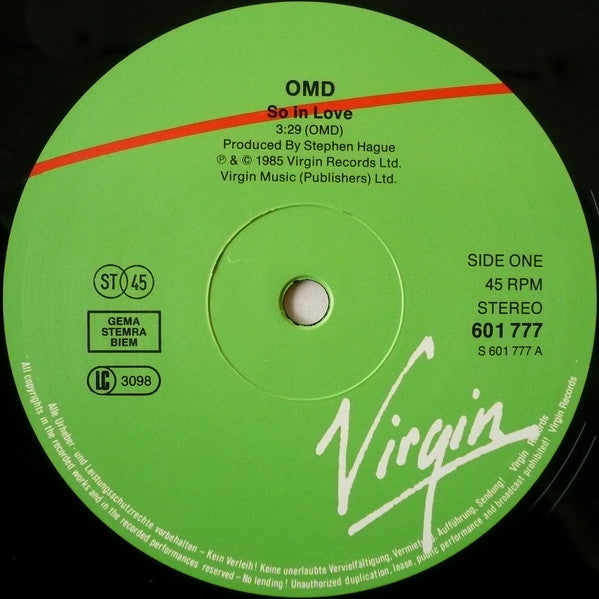 OMD
So In Love
3:29 (OMD)
Produced By Stephen Hague
℗ & © 1985 Virgin Records Ltd.
Virgin Music (Publishers) Ltd.
SIDE ONE
45 RPM
STEREO
601 777
S 601 777 A
ST 45
GEMA
STEMRA
BIEM
LC 3098
Virgin
Alle Urheber- und Leistungsschutzrechte vorbehalten - Kein Verleih! Keine unerlaubte Vervielfältigung, Vermietung, Aufführung, Sendung! Virgin Records
All copyrights in the recorded works and in the recorded performances reserved - No lending! Unauthorized duplication, lease, public performance and broadcast prohibited! Virgin Records